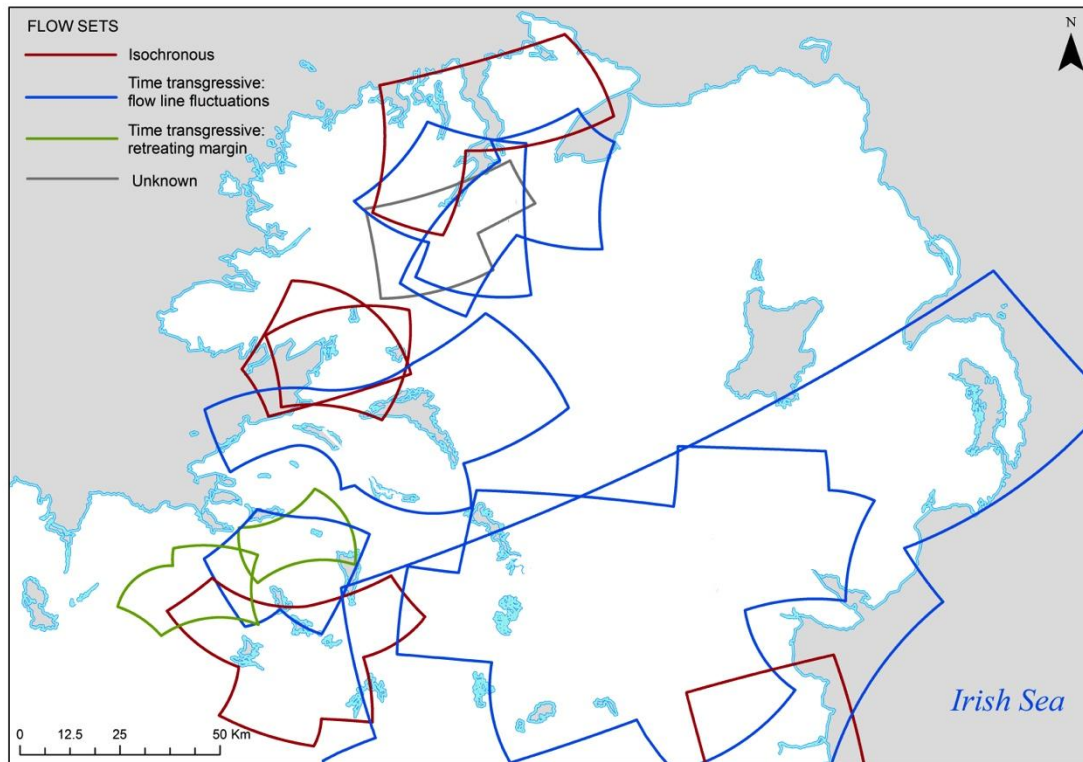 FLOW SETS
Isochronous
Time transgressive:
flow line fluctuations
Time transgressive:
retreating margin
Unknown
N
Irish Sea
0 12.5 25 50 Km